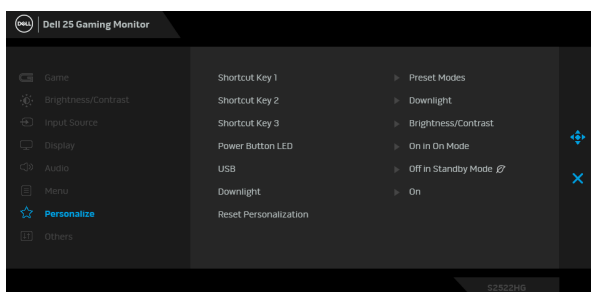 DELL Dell 25 Gaming Monitor
Game
Brightness/Contrast
Input Source
Display
Audio
Menu
Personalize
Others
Shortcut Key 1 Preset Modes
Shortcut Key 2 Downlight
Shortcut Key 3 Brightness/Contrast
Power Button LED On in On Mode
USB Off in Standby Mode
Downlight On
Reset Personalization
S2522HG